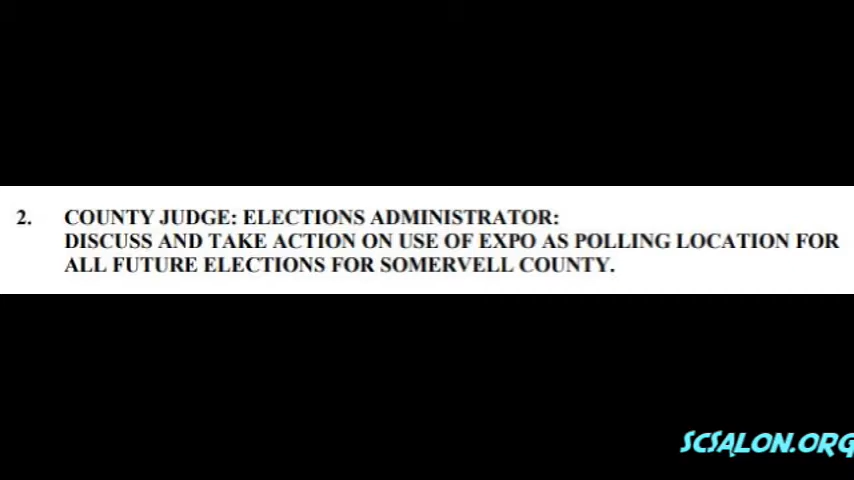 2. COUNTY JUDGE: ELECTIONS ADMINISTRATOR:
DISCUSS AND TAKE ACTION ON USE OF EXPO AS POLLING LOCATION FOR
ALL FUTURE ELECTIONS FOR SOMERVELL COUNTY.
SCSALON.ORG